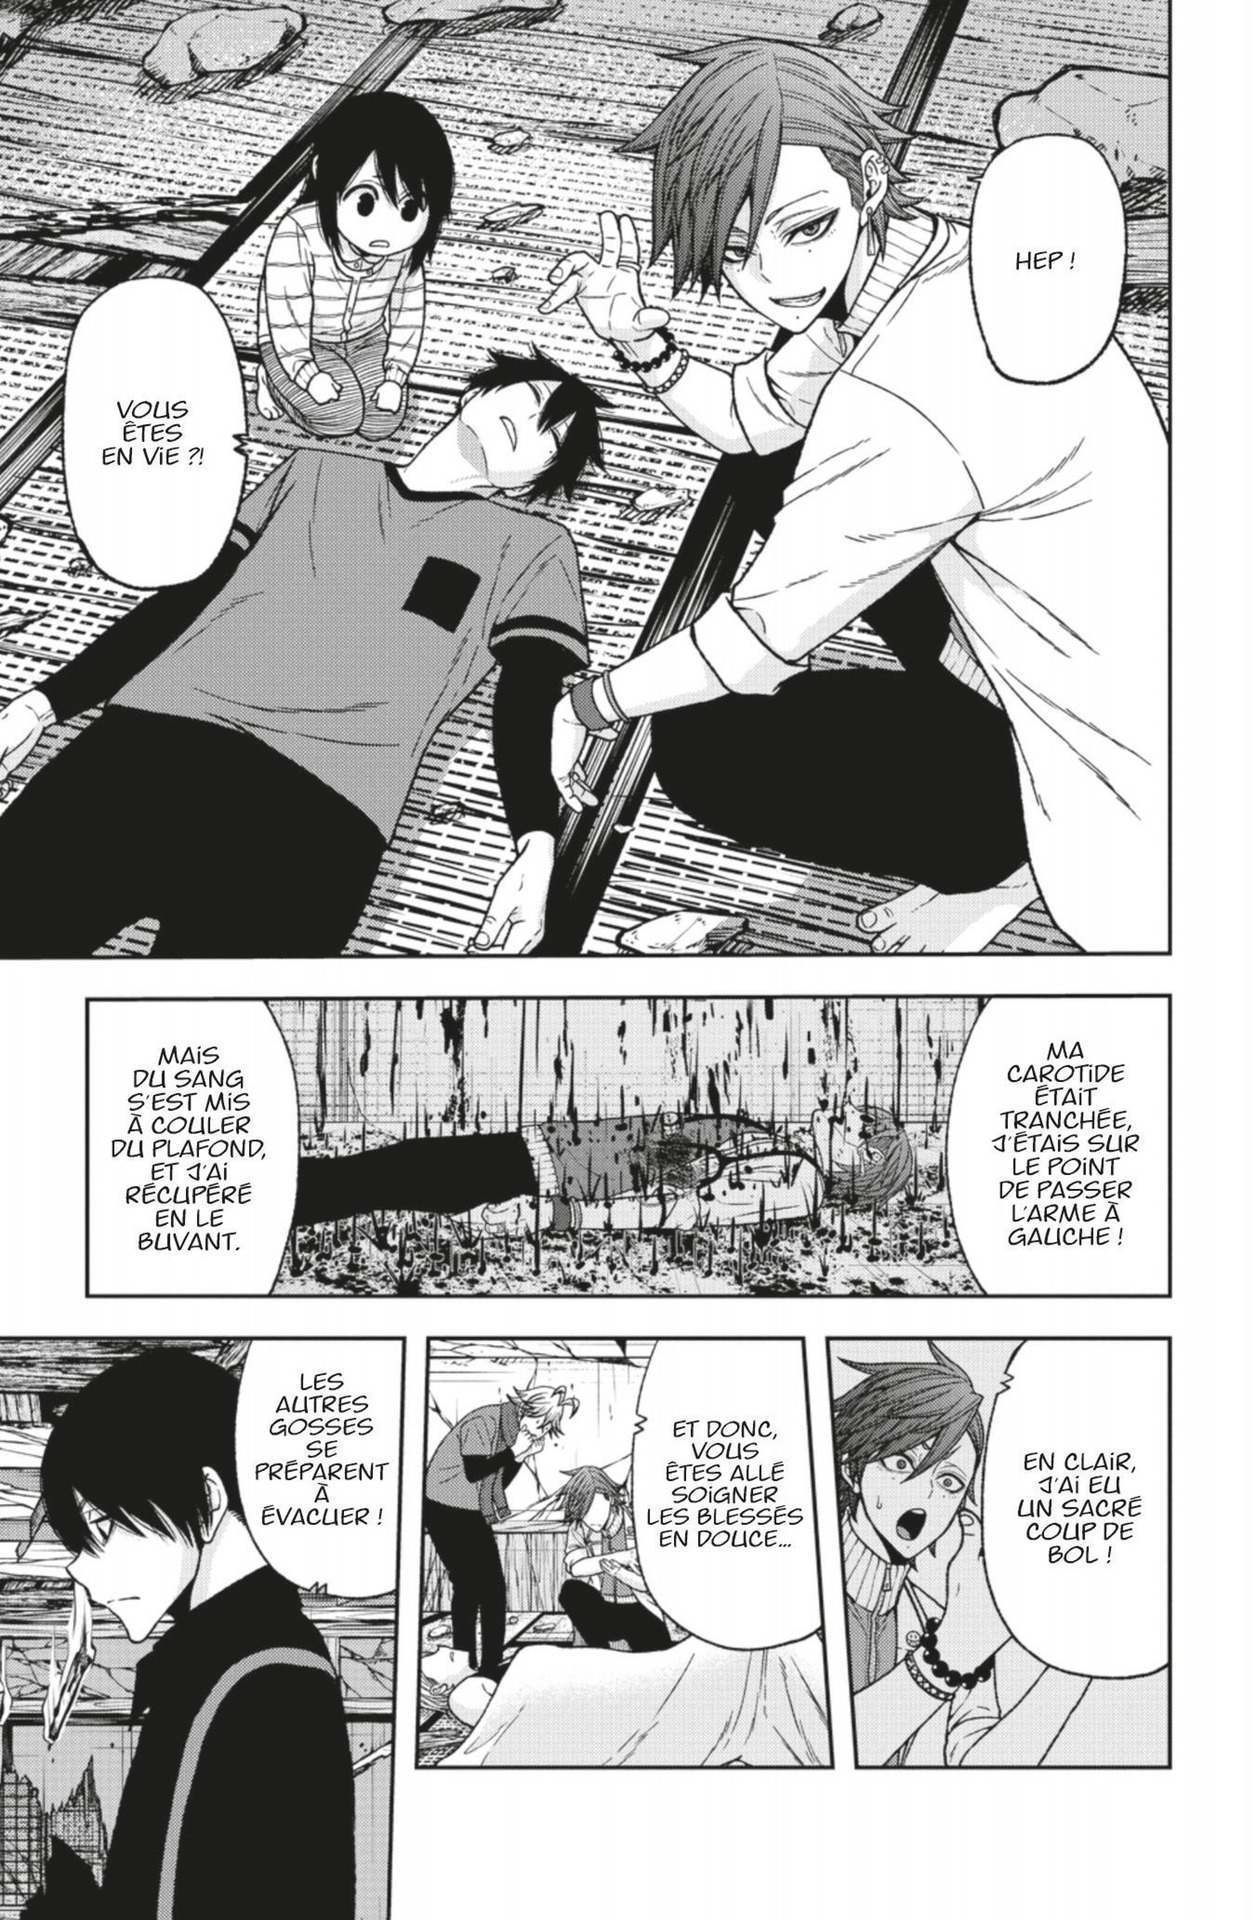 HEP !
VOUS
ÊTES
EN VIE ?!
MA
CAROTIDE
ÉTAIT
TRANCHÉE,
J'ÉTAIS SUR
LE POINT
DE PASSER
L'ARME À
GAUCHE !
MAIS
DU SANG
S'EST MIS
À COULER
DU PLAFOND,
ET J'AI
RÉCUPÉRÉ
EN LE
BUVANT.
EN CLAIR,
J'AI EU
UN SACRÉ
COUP DE
BOL !
ET DONC,
VOUS
ÊTES ALLÉ
SOIGNER
LES BLESSÉS
EN DOUCE...
LES
AUTRES
GOSSES
SE
PRÉPARENT
À
ÉVACUER !